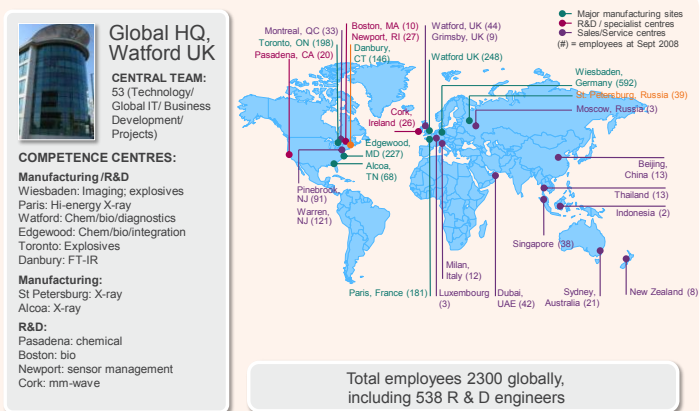 Global HQ,
Watford UK
CENTRAL TEAM:
53 (Technology/
Global IT/ Business
Development/
Projects)
COMPETENCE CENTRES:
Manufacturing /R&D
Wiesbaden: Imaging; explosives
Paris: Hi-energy X-ray
Watford: Chem/bio/diagnostics
Edgewood: Chem/bio/integration
Toronto: Explosives
Danbury: FT-IR
Manufacturing:
St Petersburg: X-ray
Alcoa: X-ray
R&D:
Pasadena: chemical
Boston: bio
Newport: sensor management
Cork: mm-wave
Montreal, QC (33)
Toronto, ON (198)
Pasadena, CA (20)
Boston, MA (10)
Newport, RI (27)
Danbury,
CT (146)
Watford, UK (44)
Grimsby, UK (9)
Watford UK (248)
Major manufacturing sites
R&D / specialist centres
Sales/Service centres
(#) = employees at Sept 2008
Wiesbaden,
Germany (592)
St. Petersburg, Russia (39)
Moscow, Russia (3)
Cork,
Ireland (26)
Edgewood,
MD (227)
Alcoa,
TN (68)
Pinebrook,
NJ (91)
Warren,
NJ (121)
Beijing,
China (13)
Thailand (13)
Indonesia (2)
Singapore (38)
Milan,
Italy (12)
Paris, France (181)
Luxembourg
(3)
Dubai,
UAE (42)
Sydney,
Australia (21)
New Zealand (8)
Total employees 2300 globally,
including 538 R & D engineers